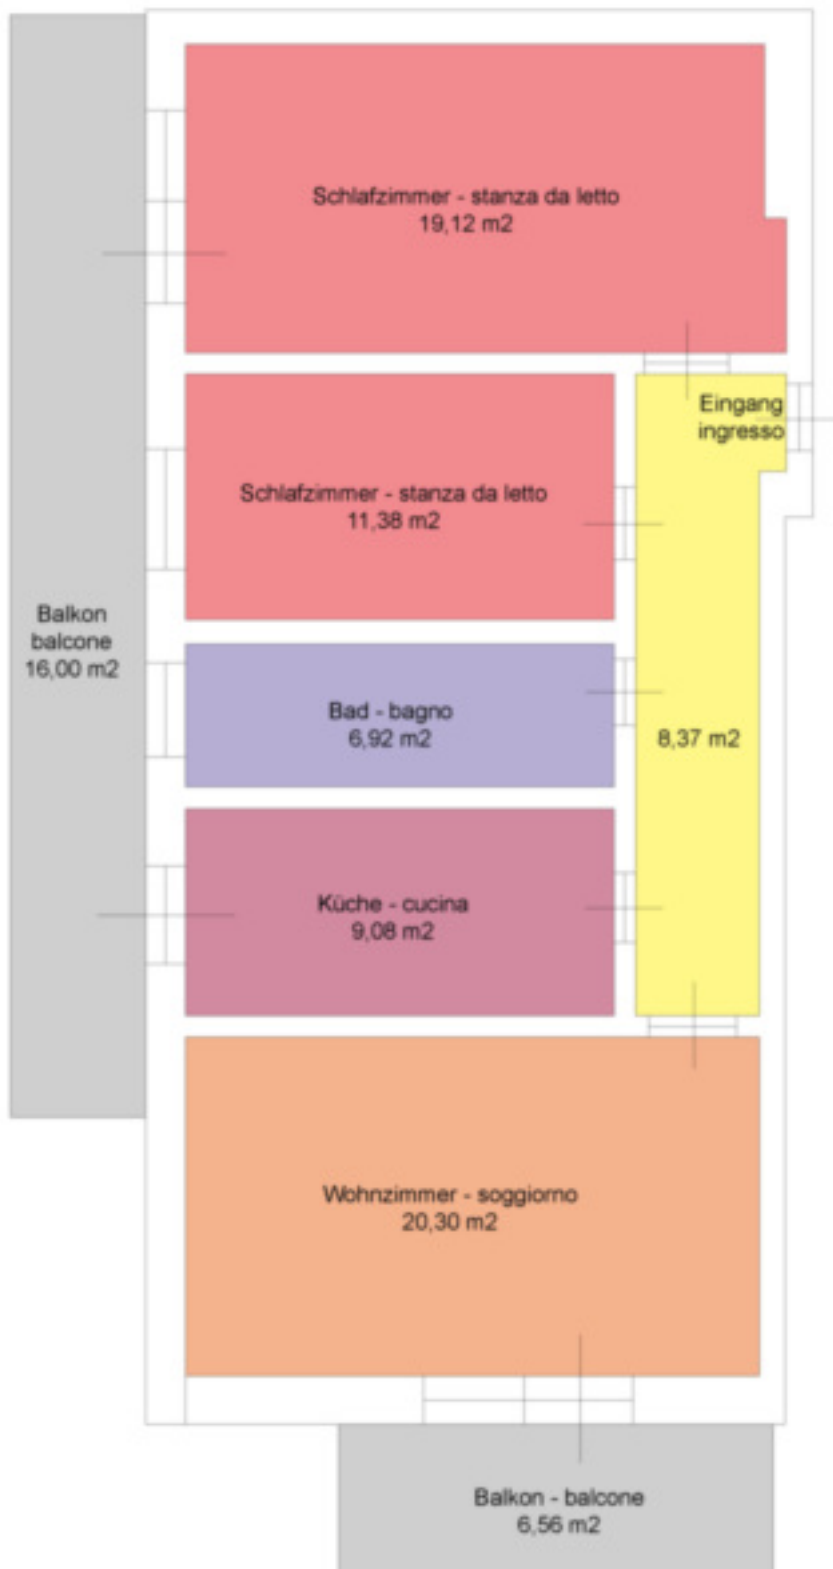 Schlafzimmer - stanza da letto
19,12 m2
Eingang
ingresso
Schlafzimmer - stanza da letto
11,38 m2
Balkon
balcone
16,00 m2
Bad - bagno
6,92 m2
8,37 m2
Küche - cucina
9,08 m2
Wohnzimmer - soggiorno
20,30 m2
Balkon - balcone
6,56 m2